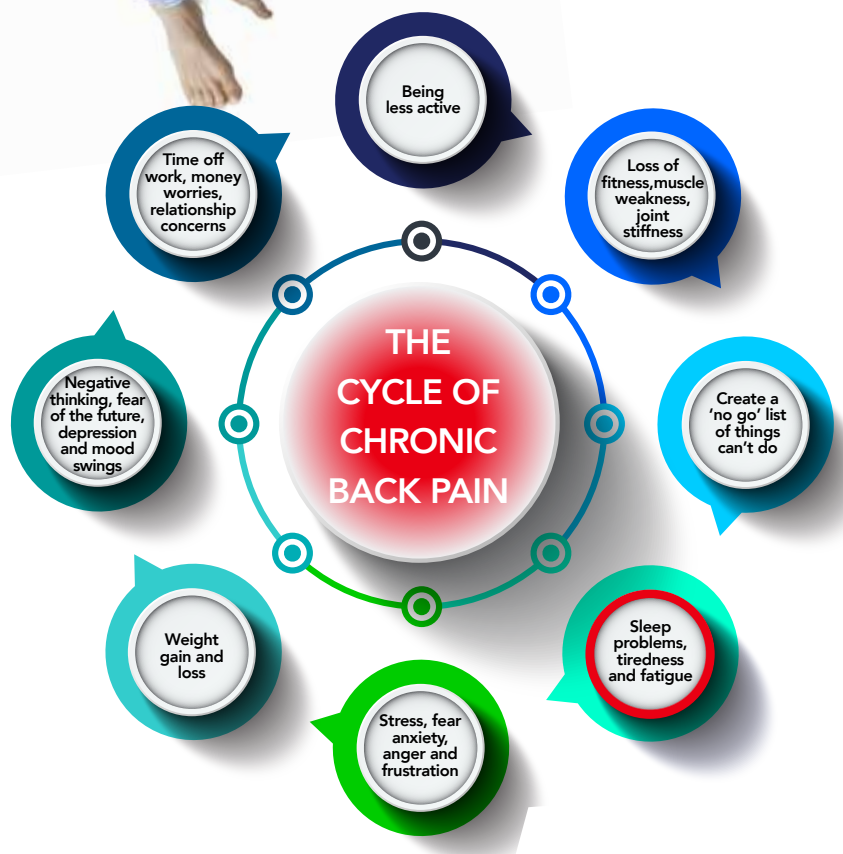 Being
less active
Loss of
fitness,muscle
weakness,
joint
stiffness
Create a
‘no go’ list
of things
can’t do
Sleep
problems,
tiredness
and fatigue
Stress, fear
anxiety,
anger and
frustration
Weight
gain and
loss
Negative
thinking, fear
of the future,
depression
and mood
swings
Time off
work, money
worries,
relationship
concerns
THE
CYCLE OF
CHRONIC
BACK PAIN